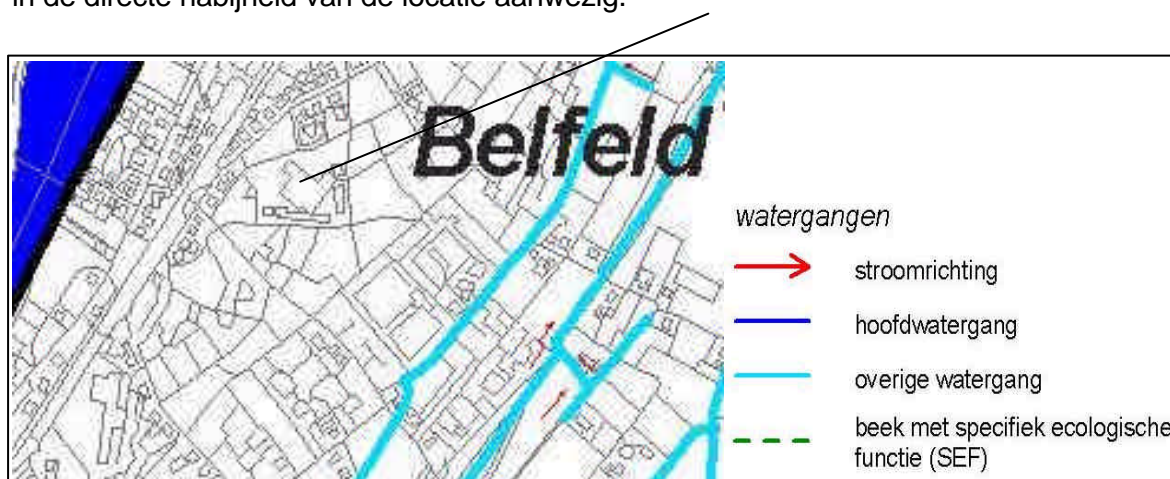 in de directe nabijheid van de locatie aanwezig.
Belfeld
watergangen
stroomrichting
hoofdwatergang
overige watergang
beek met specifiek ecologische
functie (SEF)